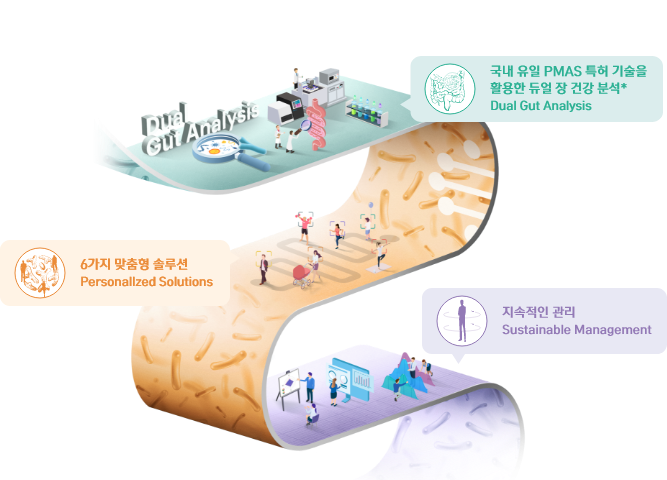 Dual
Gut Analysis
국내 유일 PMAS 특허 기술을
활용한 듀얼 장 건강 분석*
Dual Gut Analysis
6가지 맞춤형 솔루션
Personalized Solutions
지속적인 관리
Sustainable Management